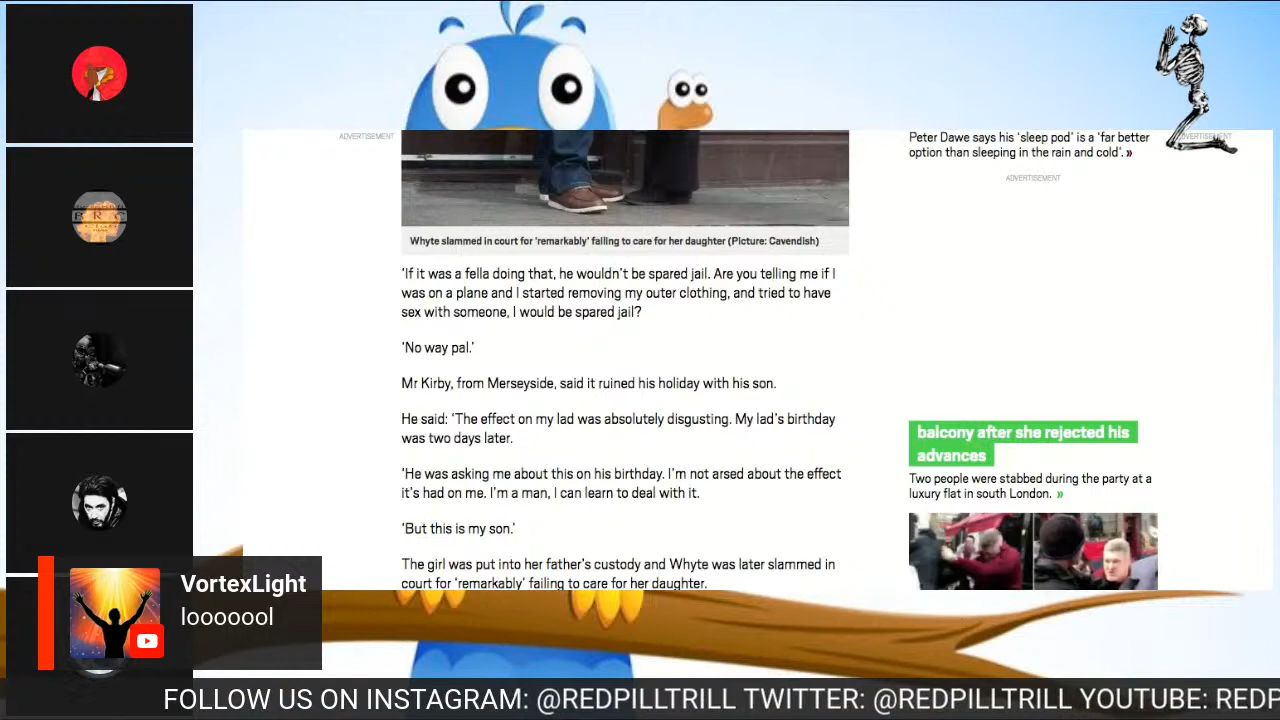 ADVERTISEMENT
Whyte slammed in court for 'remarkably' failing to care for her daughter (Picture: Cavendish)
'If it was a fella doing that, he wouldn't be spared jail. Are you telling me if I
was on a plane and I started removing my outer clothing, and tried to have
sex with someone, I would be spared jail?
'No way pal.'
Mr Kirby, from Merseyside, said it ruined his holiday with his son.
He said: 'The effect on my lad was absolutely disgusting. My lad's birthday
was two days later.
'He was asking me about this on his birthday. I'm not arsed about the effect
it's had on me. I'm a man, I can learn to deal with it.
'But this is my son.'
The girl was put into her father's custody and Whyte was later slammed in
court for 'remarkably' failing to care for her daughter.
Peter Dawe says his 'sleep pod' is a 'far better
option than sleeping in the rain and cold'. »
ADVERTISEMENT
ADVERTISEMENT
balcony after she rejected his
advances
Two people were stabbed during the party at a
luxury flat in south London. »
B R C
VortexLight
looooool
FOLLOW US ON INSTAGRAM: @REDPILLTRILL TWITTER: @REDPILLTRILL YOUTUBE: REDP